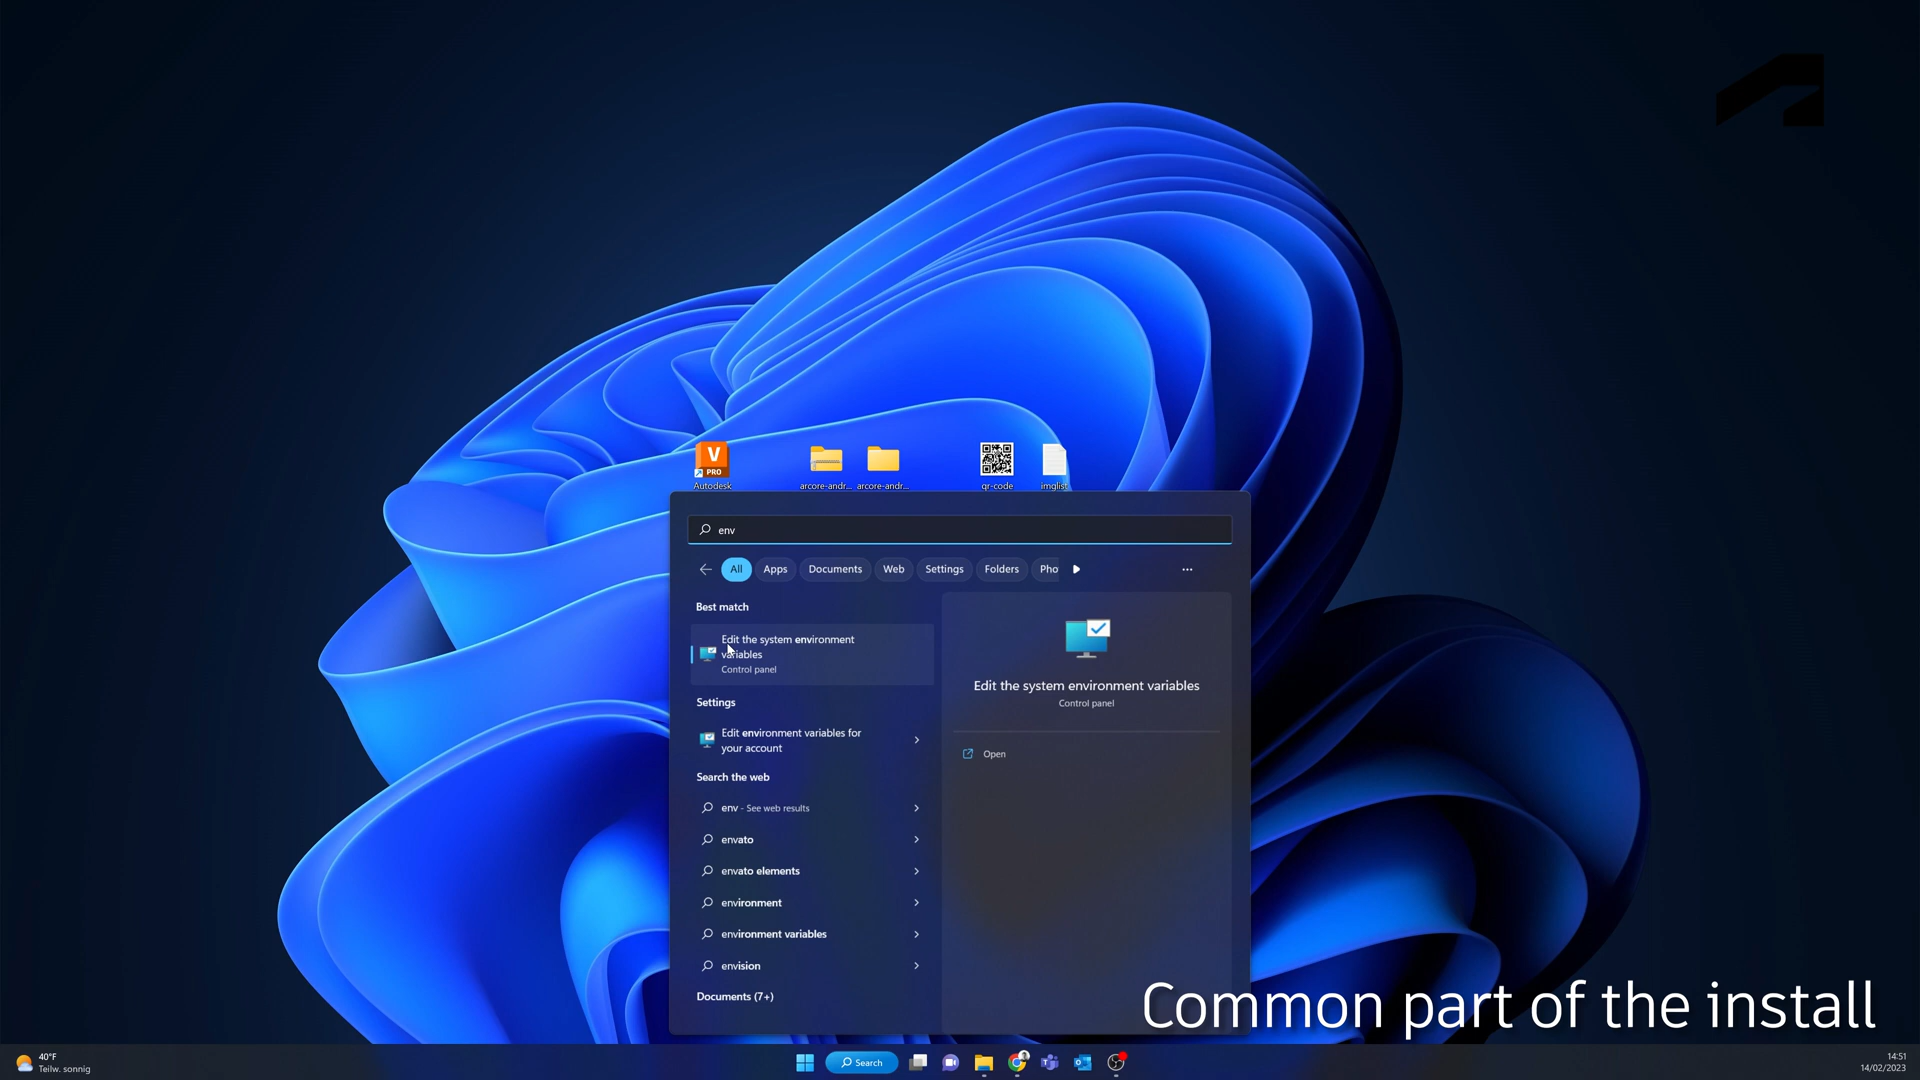 V
PRO
Autodesk
arcore-andr...
arcore-andr...
qr-code
imglist
env
All
Apps
Documents
Web
Settings
Folders
Pho
...
Best match
Edit the system environment
variables
Control panel
Edit the system environment variables
Control panel
Open
Settings
Edit environment variables for
your account
Search the web
env - See web results
envato
envato elements
environment
environment variables
envision
Documents (7+)
Common part of the install
40°F
Teilw. sonnig
Search
14:51
14/02/2023